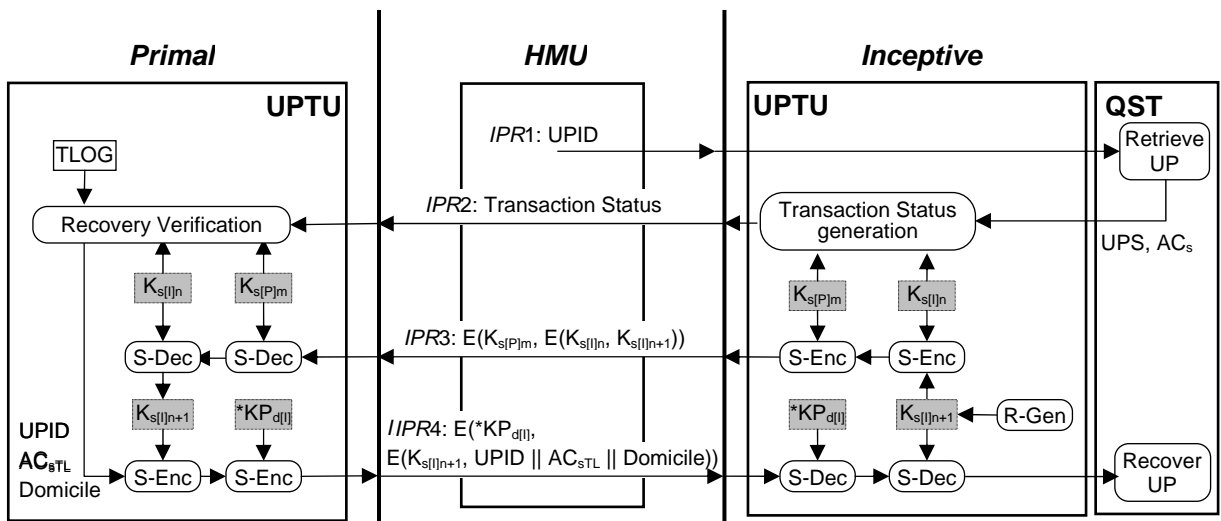 Primal
HMU
Inceptive
UPTU
UPTU
QST
TLOG
IPR1: UPID
Retrieve
UP
Recovery Verification
IPR2: Transaction Status
Transaction Status
generation
UPS, ACs
Ks[I]n
Ks[P]m
Ks[P]m
Ks[I]n
S-Dec
S-Dec
IPR3: E(Ks[P]m, E(Ks[I]n, Ks[I]n+1))
S-Enc
S-Enc
Ks[I]n+1
*KPd[I]
IIPR4: E(*KPd[I],
E(Ks[I]n+1, UPID || ACsTL || Domicile))
*KPd[I]
Ks[I]n+1
R-Gen
UPID
ACsTL
Domicile
S-Enc
S-Enc
S-Dec
S-Dec
Recover
UP